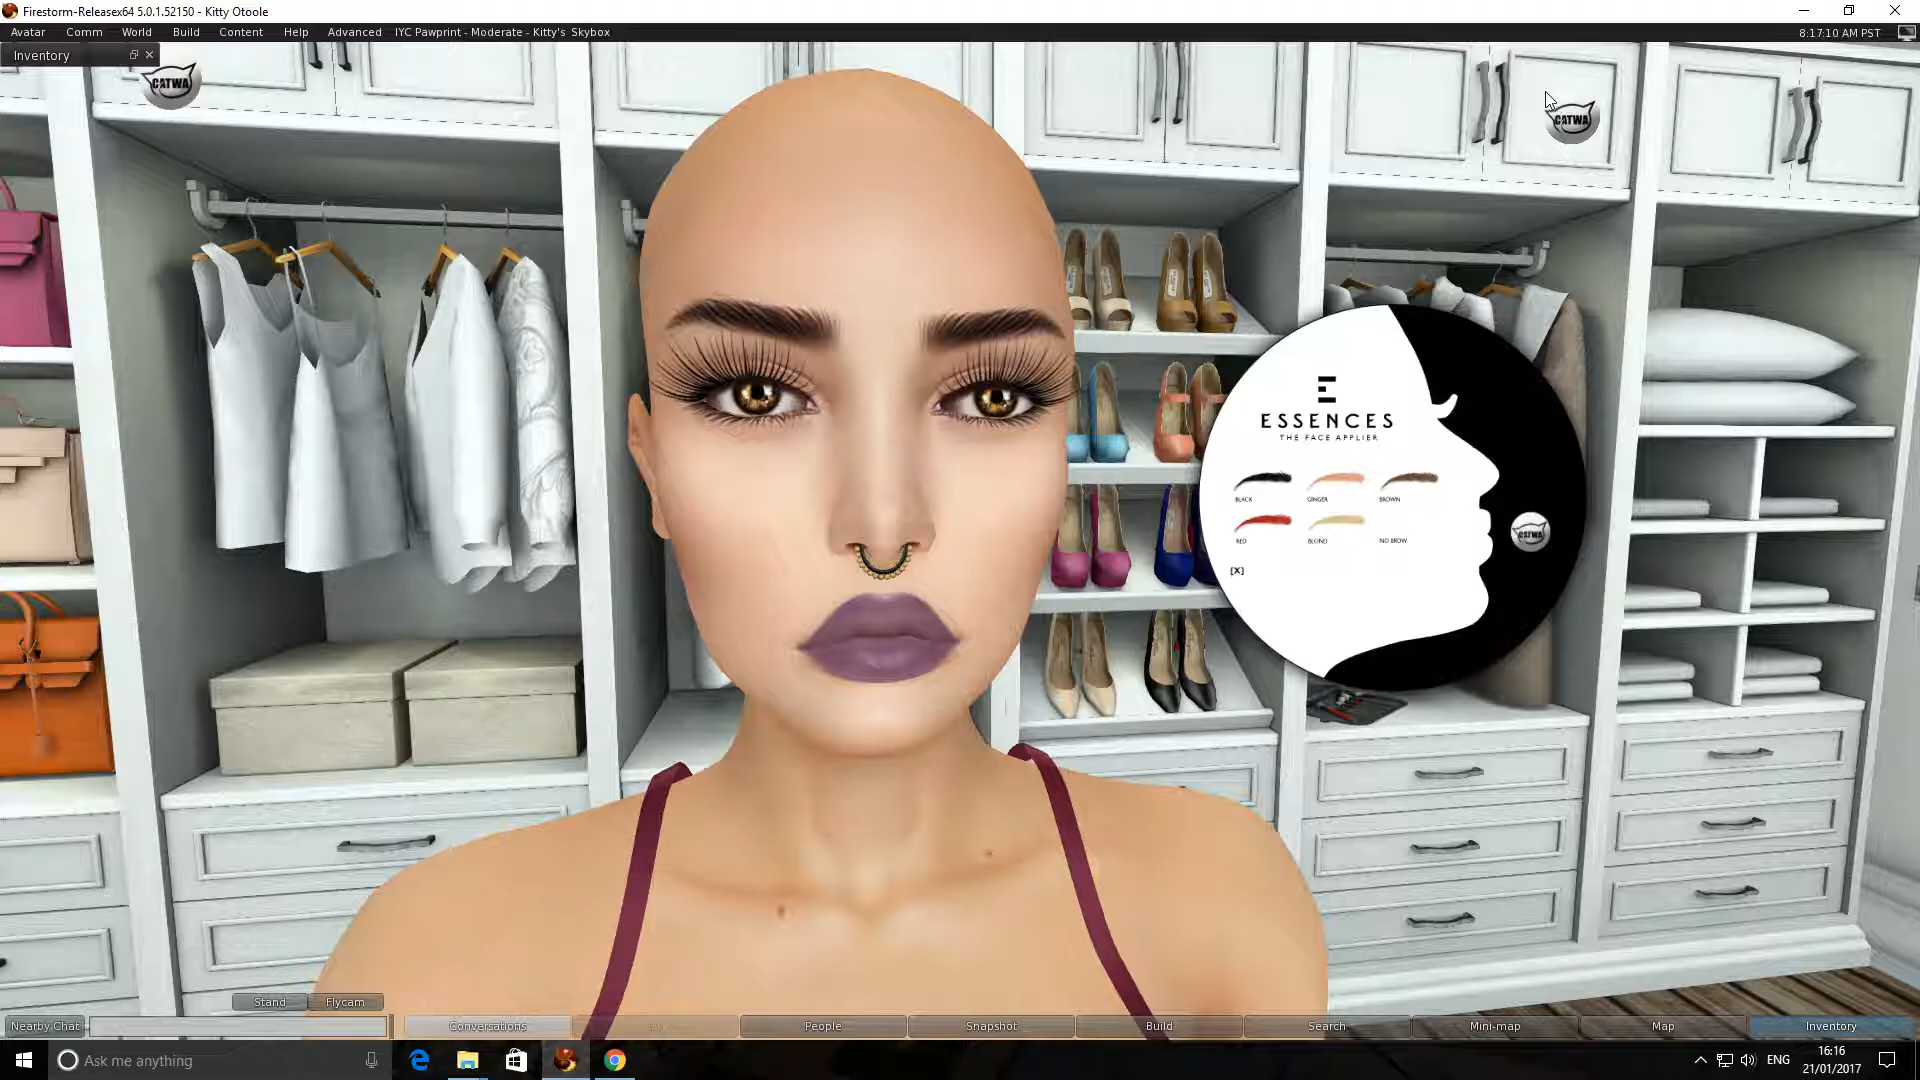 Firestorm-Releasex64 5.0.1.52150 - Kitty Otoole
Avatar Comm World Build Content Help Advanced IYC Pawprint - Moderate - Kitty's Skybox 8:17:10 AM PST
Inventory
CATWA
CATWA
E
ESSENCES
THE FACE APPLIER
BLACK GINGER BROWN
RED BLOND NO BROW
CATWA
[X]
Stand Flycam
Nearby Chat Conversations People Snapshot Build Search Mini-map Map Inventory
Ask me anything
ENG
16:16
21/01/2017